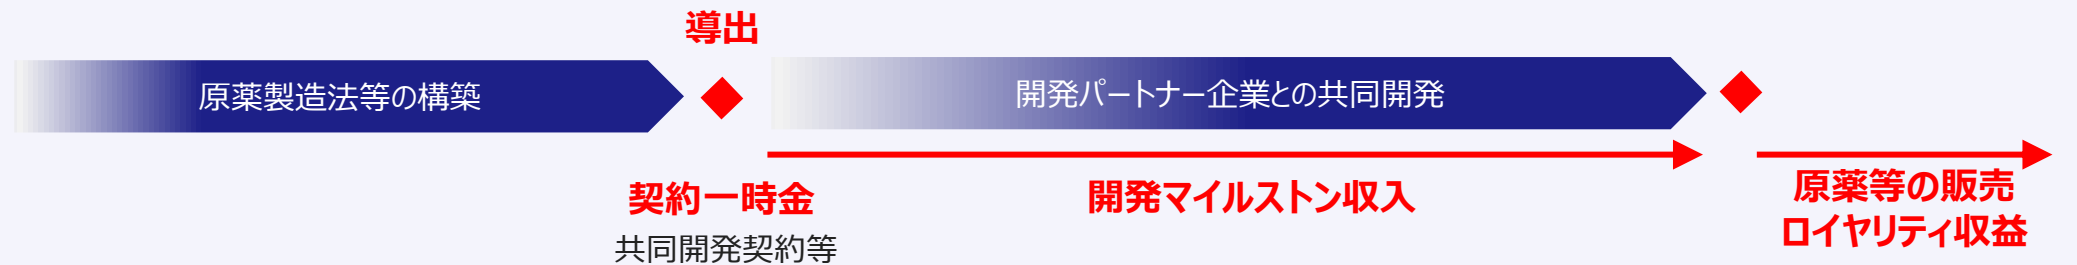 導出
原薬製造法等の構築
開発パートナー企業との共同開発
契約一時金
共同開発契約等
開発マイルストン収入
原薬等の販売
ロイヤリティ収益